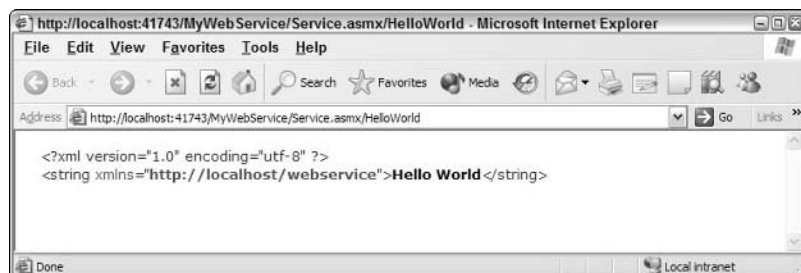 http://localhost:41743/MyWebService/Service.asmx/HelloWorld - Microsoft Internet Explorer
File Edit View Favorites Tools Help
Back Search Favorites Media
Address http://localhost:41743/MyWebService/Service.asmx/HelloWorld Go Links »
<?xml version="1.0" encoding="utf-8" ?>
<string xmlns="http://localhost/webservice">Hello World</string>
Done Local intranet